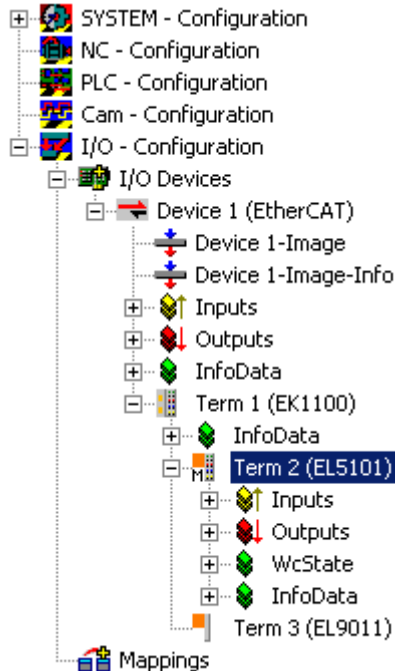 SYSTEM - Configuration
NC - Configuration
PLC - Configuration
Cam - Configuration
I/O - Configuration
I/O Devices
Device 1 (EtherCAT)
Device 1-Image
Device 1-Image-Info
Inputs
Outputs
InfoData
Term 1 (EK1100)
InfoData
M Term 2 (EL5101)
Inputs
Outputs
WcState
InfoData
Term 3 (EL9011)
Mappings